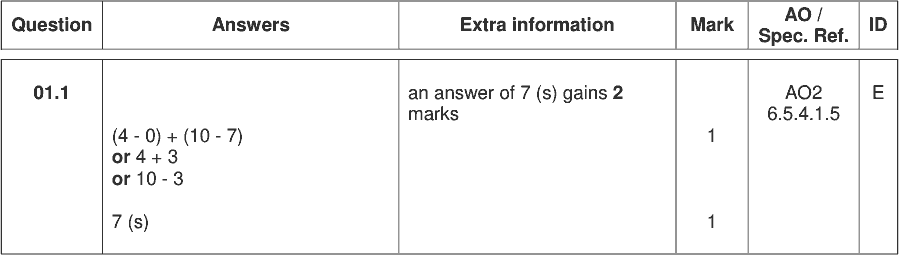 Question Answers Extra information Mark AO / Spec. Ref. ID
01.1 an answer of 7 (s) gains 2 marks AO2 6.5.4.1.5 E
(4 - 0) + (10 - 7) 1
or 4 + 3
or 10 - 3
7 (s) 1